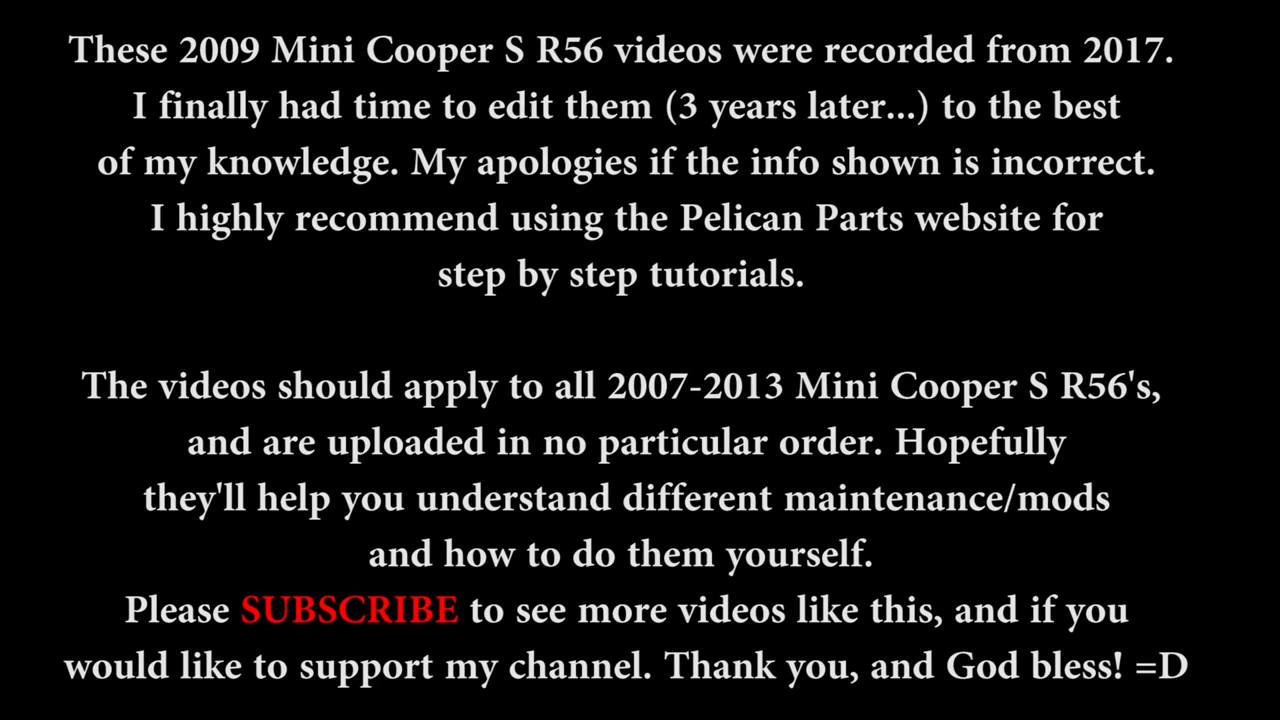 These 2009 Mini Cooper S R56 videos were recorded from 2017.
I finally had time to edit them (3 years later...) to the best
of my knowledge. My apologies if the info shown is incorrect.
I highly recommend using the Pelican Parts website for
step by step tutorials.
The videos should apply to all 2007-2013 Mini Cooper S R56's,
and are uploaded in no particular order. Hopefully
they'll help you understand different maintenance/mods
and how to do them yourself.
Please SUBSCRIBE to see more videos like this, and if you
would like to support my channel. Thank you, and God bless! =D